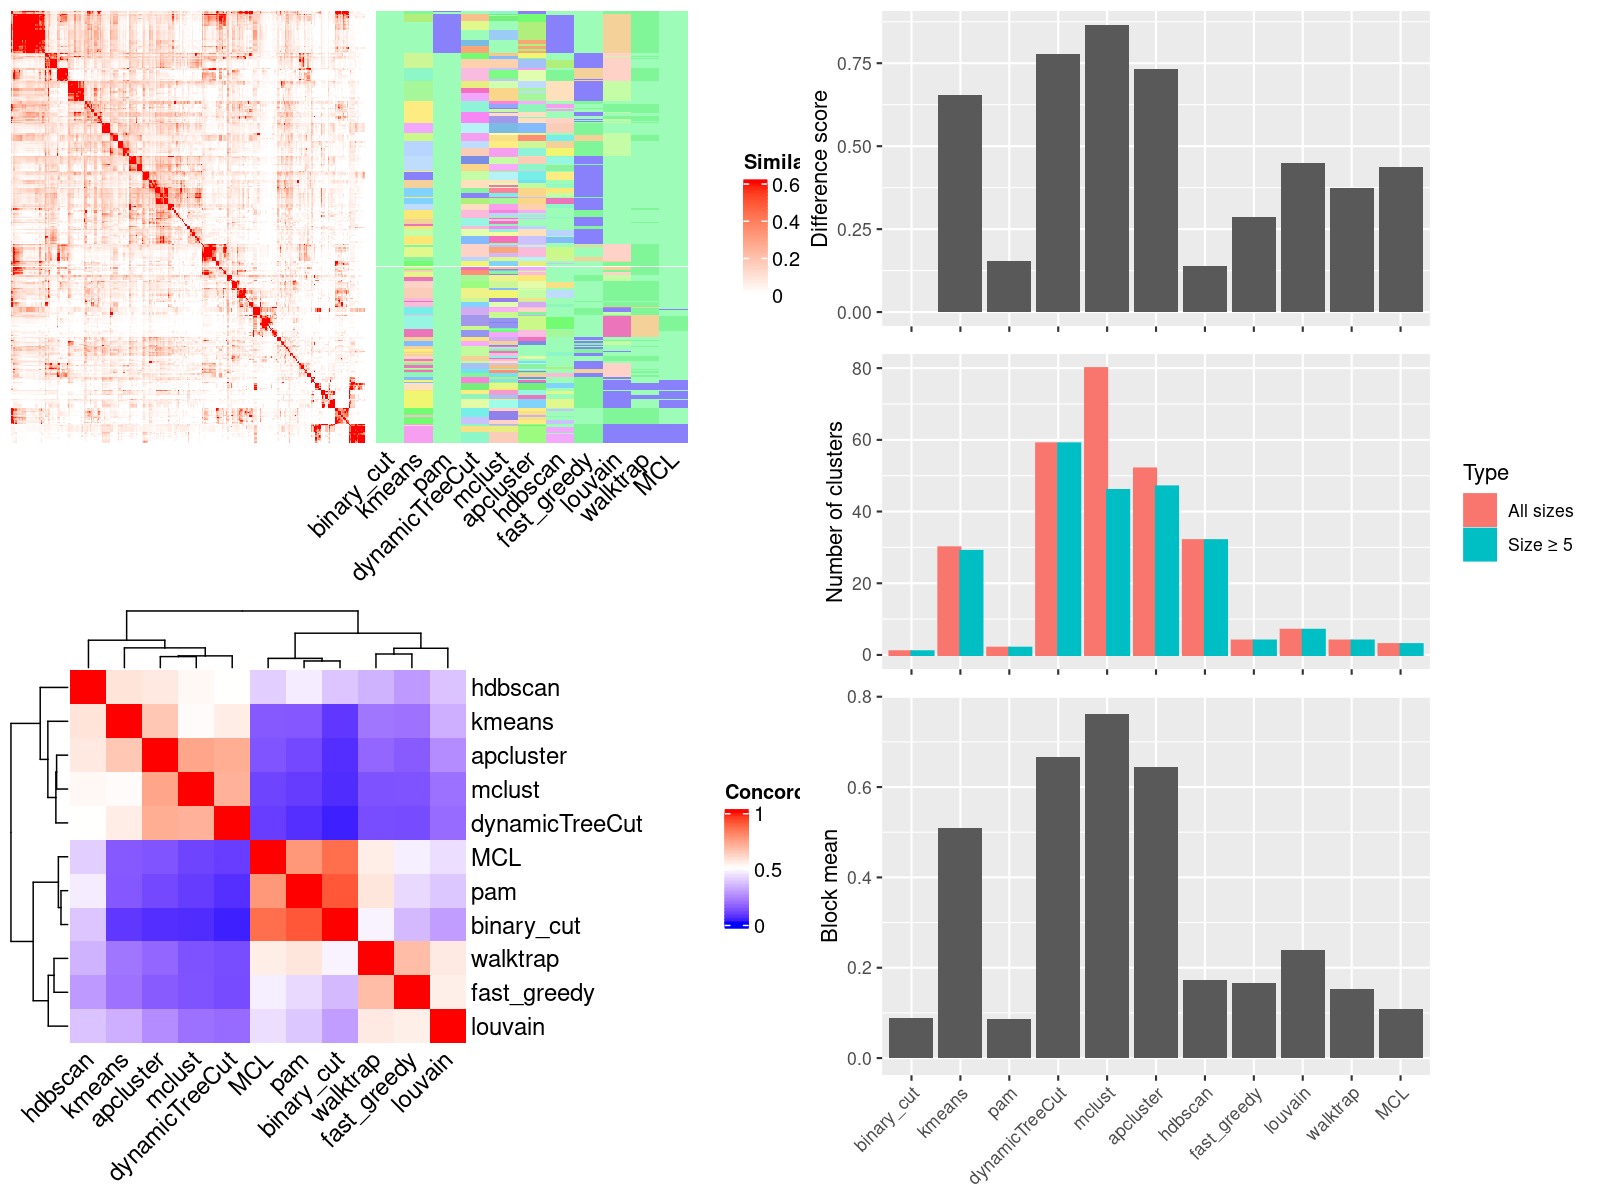 Simila
0.6
0.4
0.2
0
binary_cut
kmeans
pam
dynamicTreeCut
mclust
apcluster
hdbscan
fast_greedy
louvain
walktrap
MCL
hdbscan
kmeans
apcluster
mclust
dynamicTreeCut
MCL
pam
binary_cut
walktrap
fast_greedy
louvain
hdbscan
kmeans
apcluster
mclust
dynamicTreeCut
MCL
pam
binary_cut
walktrap
fast_greedy
louvain
Concord
1
0.5
0
Difference score
0.75
0.50
0.25
0.00
Number of clusters
80
60
40
20
0
Type
All sizes
Size ≥ 5
Block mean
0.8
0.6
0.4
0.2
0.0
binary_cut
kmeans
pam
dynamicTreeCut
mclust
apcluster
hdbscan
fast_greedy
louvain
walktrap
MCL